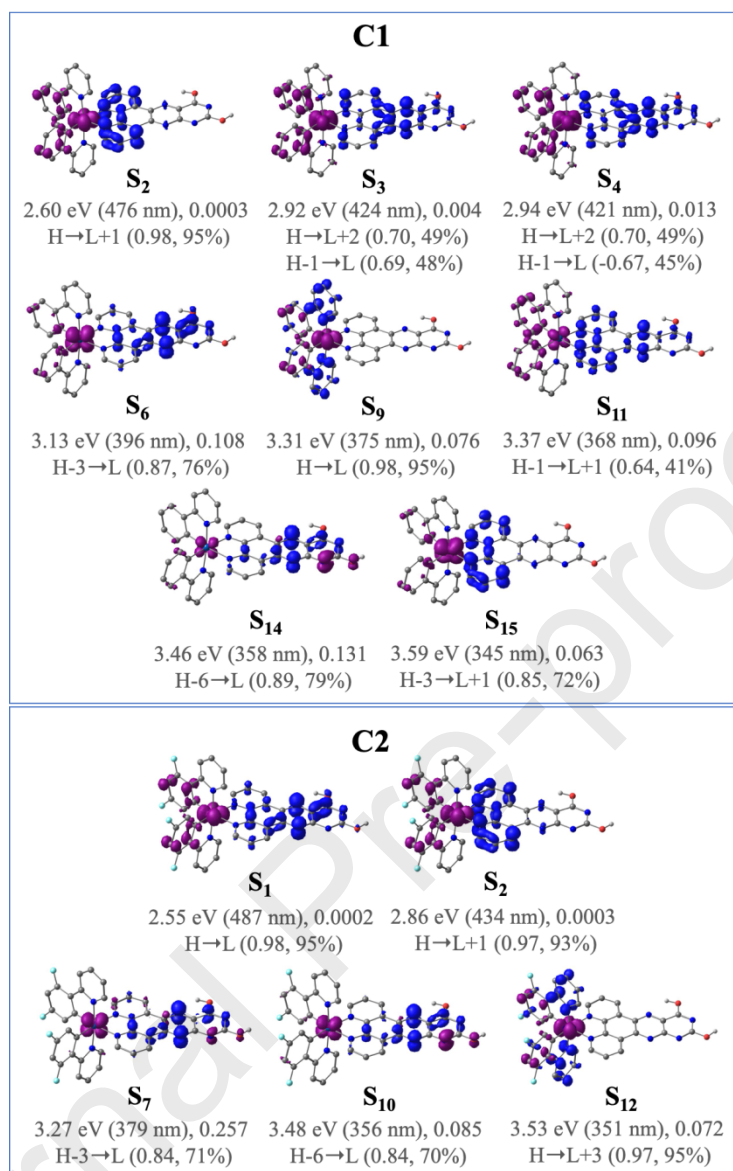 C1
S₂ S₃ S₄
2.60 eV (476 nm), 0.0003 2.92 eV (424 nm), 0.004 2.94 eV (421 nm), 0.013
H→L+1 (0.98, 95%) H→L+2 (0.70, 49%) H→L+2 (0.70, 49%)
H-1→L (0.69, 48%) H-1→L (-0.67, 45%)
S₆ S₉ S₁₁
3.13 eV (396 nm), 0.108 3.31 eV (375 nm), 0.076 3.37 eV (368 nm), 0.096
H-3→L (0.87, 76%) H→L (0.98, 95%) H-1→L+1 (0.64, 41%)
S₁₄ S₁₅
3.46 eV (358 nm), 0.131 3.59 eV (345 nm), 0.063
H-6→L (0.89, 79%) H-3→L+1 (0.85, 72%)
C2
S₁ S₂
2.55 eV (487 nm), 0.0002 2.86 eV (434 nm), 0.0003
H→L (0.98, 95%) H→L+1 (0.97, 93%)
S₇ S₁₀ S₁₂
3.27 eV (379 nm), 0.257 3.48 eV (356 nm), 0.085 3.53 eV (351 nm), 0.072
H-3→L (0.84, 71%) H-6→L (0.84, 70%) H→L+3 (0.97, 95%)